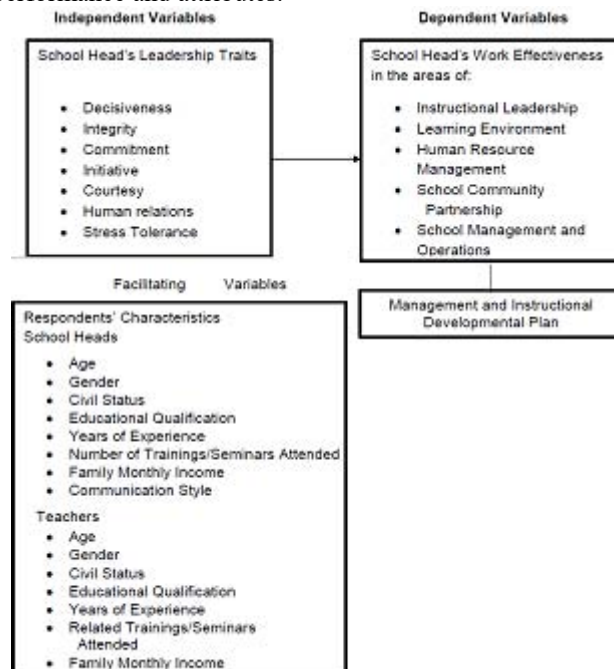 Independent Variables
School Head's Leadership Traits
• Decisiveness
• Integrity
• Commitment
• Initiative
• Courtesy
• Human relations
• Stress Tolerance
Dependent Variables
School Head's Work Effectiveness
in the areas of:
• Instructional Leadership
• Learning Environment
• Human Resource
Management
• School Community
Partnership
• School Management and
Operations
Management and Instructional
Developmental Plan
Facilitating Variables
Respondents' Characteristics
School Heads
• Age
• Gender
• Civil Status
• Educational Qualification
• Years of Experience
• Number of Trainings/Seminars Attended
• Family Monthly Income
• Communication Style
Teachers
• Age
• Gender
• Civil Status
• Educational Qualification
• Years of Experience
• Related Trainings/Seminars
Attended
• Family Monthly Income